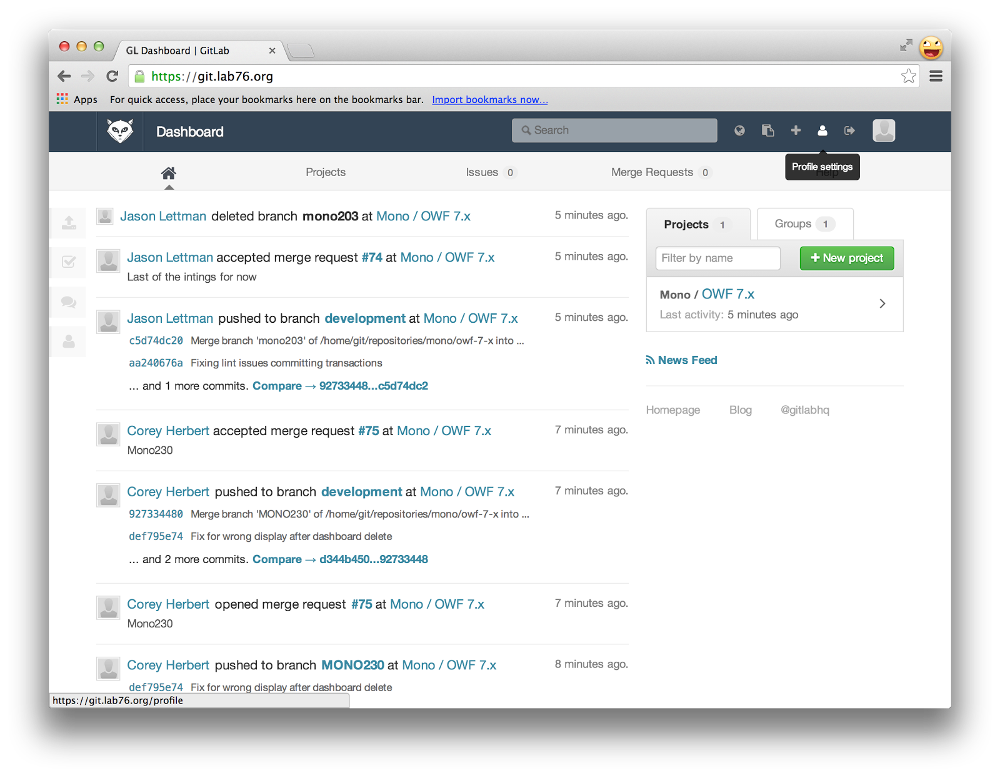 GL Dashboard | GitLab
https://git.lab76.org
Apps For quick access, place your bookmarks here on the bookmarks bar. Import bookmarks now...
Dashboard
Search
Profile settings
Projects
Issues 0
Merge Requests 0
Help
Jason Lettman deleted branch mono203 at Mono / OWF 7.x
5 minutes ago.
Jason Lettman accepted merge request #74 at Mono / OWF 7.x
5 minutes ago.
Last of the intings for now
Jason Lettman pushed to branch development at Mono / OWF 7.x
5 minutes ago.
c5d74dc20 Merge branch 'mono203' of /home/git/repositories/mono/owf-7-x into ...
aa240676a Fixing lint issues committing transactions
... and 1 more commits. Compare → 92733448...c5d74dc2
Corey Herbert accepted merge request #75 at Mono / OWF 7.x
7 minutes ago.
Mono230
Corey Herbert pushed to branch development at Mono / OWF 7.x
7 minutes ago.
927334480 Merge branch 'MONO230' of /home/git/repositories/mono/owf-7-x into ...
def795e74 Fix for wrong display after dashboard delete
... and 2 more commits. Compare → d344b450...92733448
Corey Herbert opened merge request #75 at Mono / OWF 7.x
7 minutes ago.
Mono230
Corey Herbert pushed to branch MONO230 at Mono / OWF 7.x
8 minutes ago.
def795e74 Fix for wrong display after dashboard delete
Projects 1
Groups 1
Filter by name
New project
Mono / OWF 7.x
Last activity: 5 minutes ago
News Feed
Homepage Blog @gitlabhq
https://git.lab76.org/profile